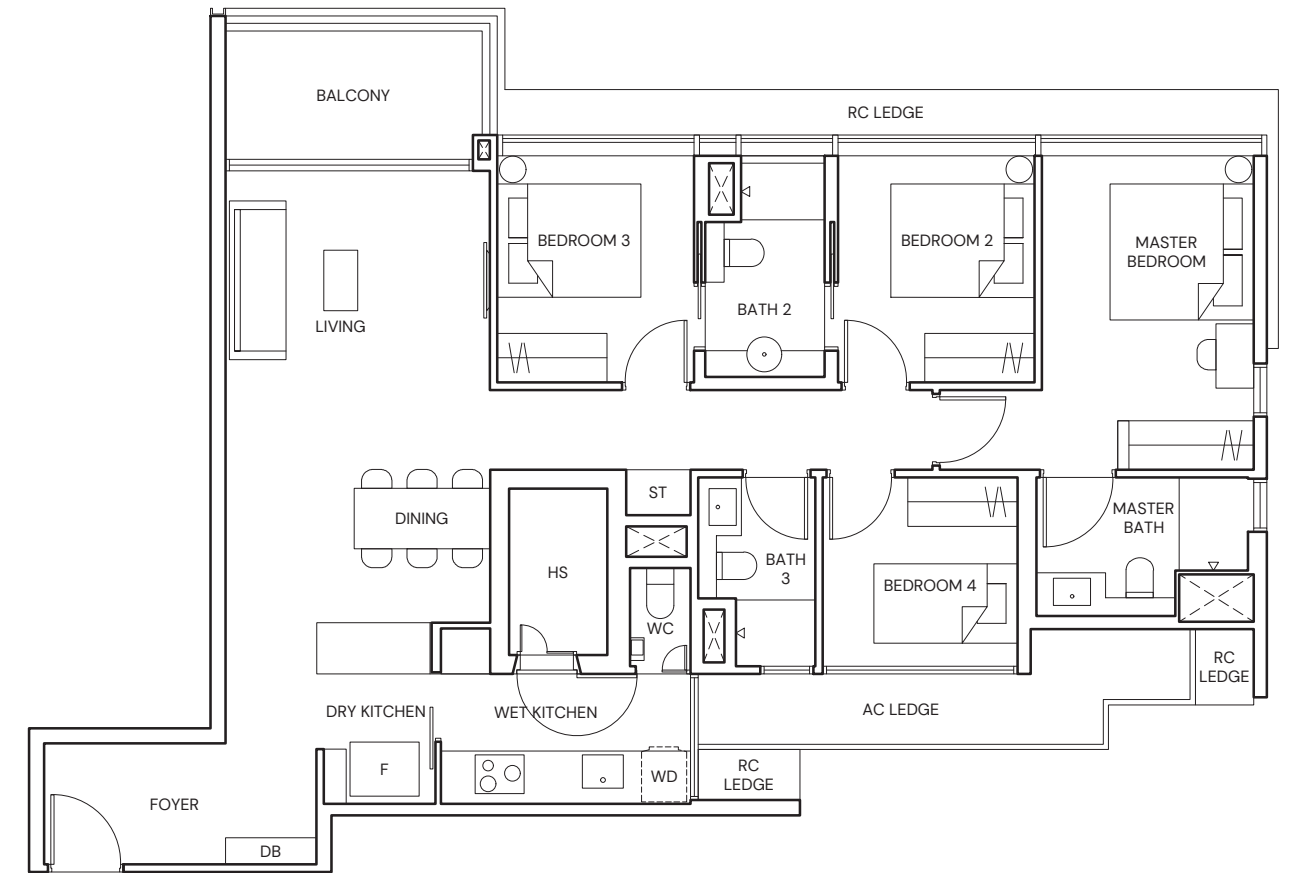 BALCONY
RC LEDGE
BEDROOM 3
BEDROOM 2
MASTER
BEDROOM
BATH 2
LIVING
ST
DINING
MASTER
BATH
HS
BATH
3
BEDROOM 4
WC
RC
LEDGE
DRY KITCHEN
WET KITCHEN
AC LEDGE
F
WD
RC
LEDGE
FOYER
DB